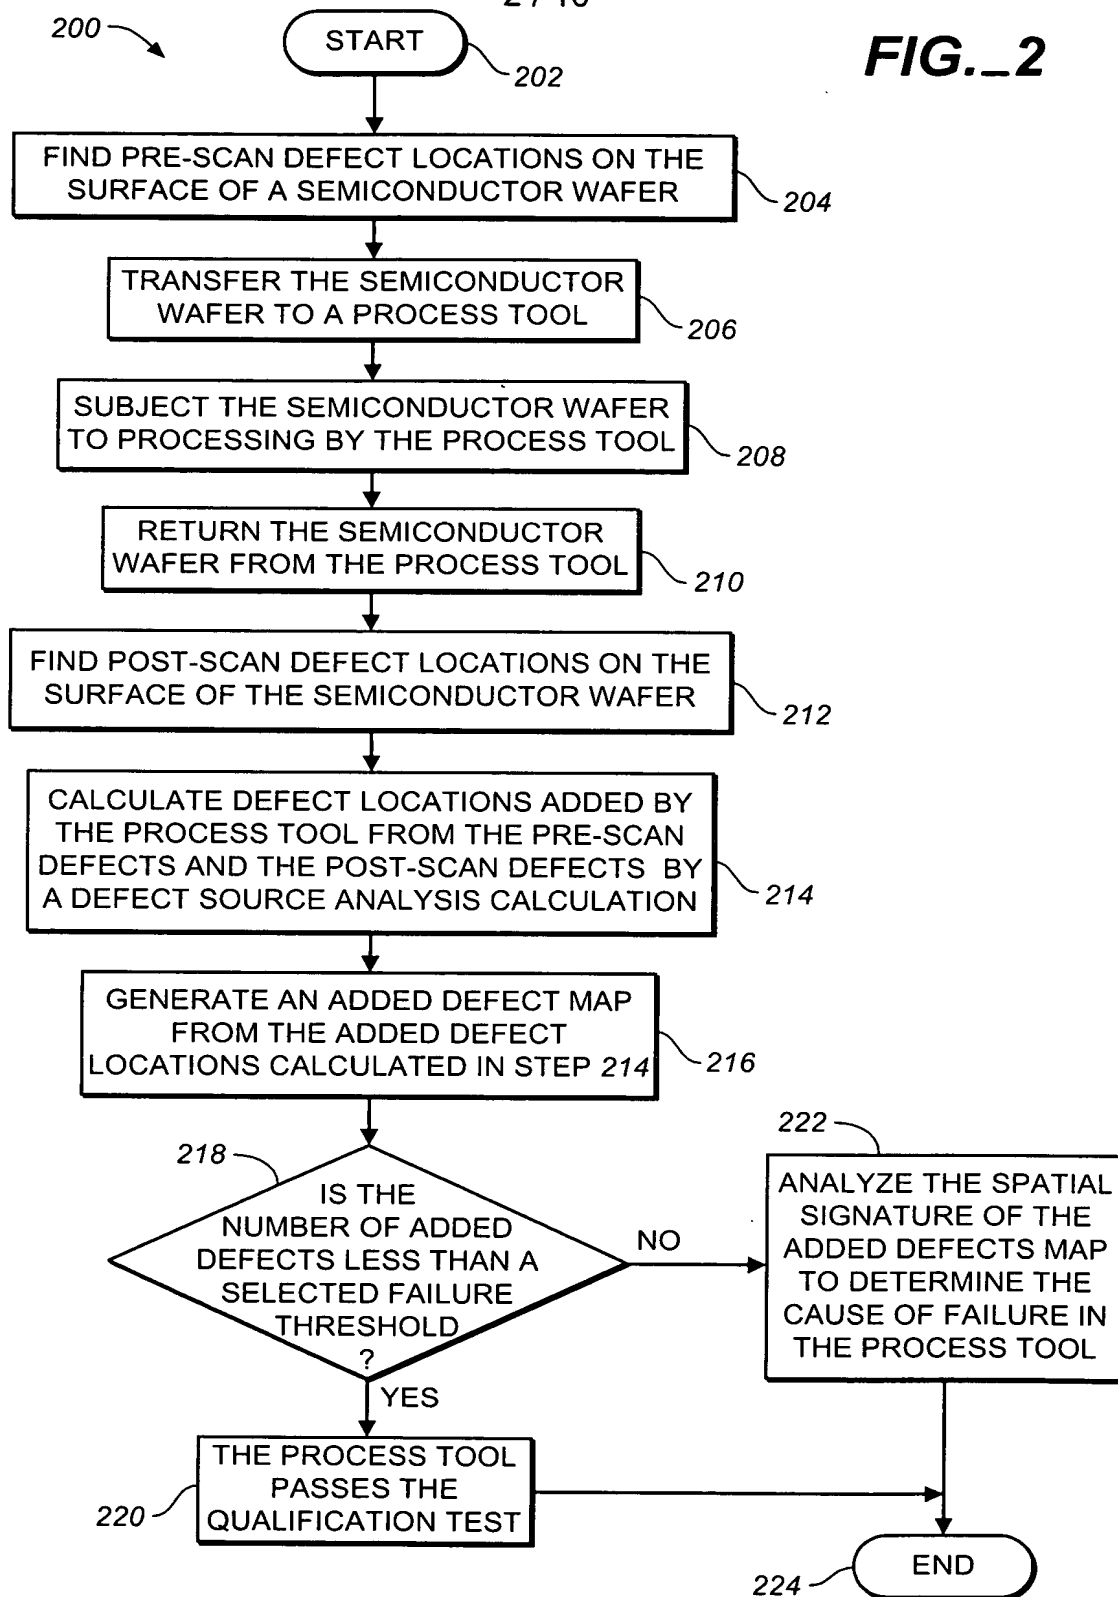 200
START
202
FIG._2
FIND PRE-SCAN DEFECT LOCATIONS ON THE
SURFACE OF A SEMICONDUCTOR WAFER
204
TRANSFER THE SEMICONDUCTOR
WAFER TO A PROCESS TOOL
206
SUBJECT THE SEMICONDUCTOR WAFER
TO PROCESSING BY THE PROCESS TOOL
208
RETURN THE SEMICONDUCTOR
WAFER FROM THE PROCESS TOOL
210
FIND POST-SCAN DEFECT LOCATIONS ON THE
SURFACE OF THE SEMICONDUCTOR WAFER
212
CALCULATE DEFECT LOCATIONS ADDED BY
THE PROCESS TOOL FROM THE PRE-SCAN
DEFECTS AND THE POST-SCAN DEFECTS BY
A DEFECT SOURCE ANALYSIS CALCULATION
214
GENERATE AN ADDED DEFECT MAP
FROM THE ADDED DEFECT
LOCATIONS CALCULATED IN STEP 214
216
218
IS THE
NUMBER OF ADDED
DEFECTS LESS THAN A
SELECTED FAILURE
THRESHOLD
?
NO
YES
222
ANALYZE THE SPATIAL
SIGNATURE OF THE
ADDED DEFECTS MAP
TO DETERMINE THE
CAUSE OF FAILURE IN
THE PROCESS TOOL
THE PROCESS TOOL
PASSES THE
QUALIFICATION TEST
220
END
224